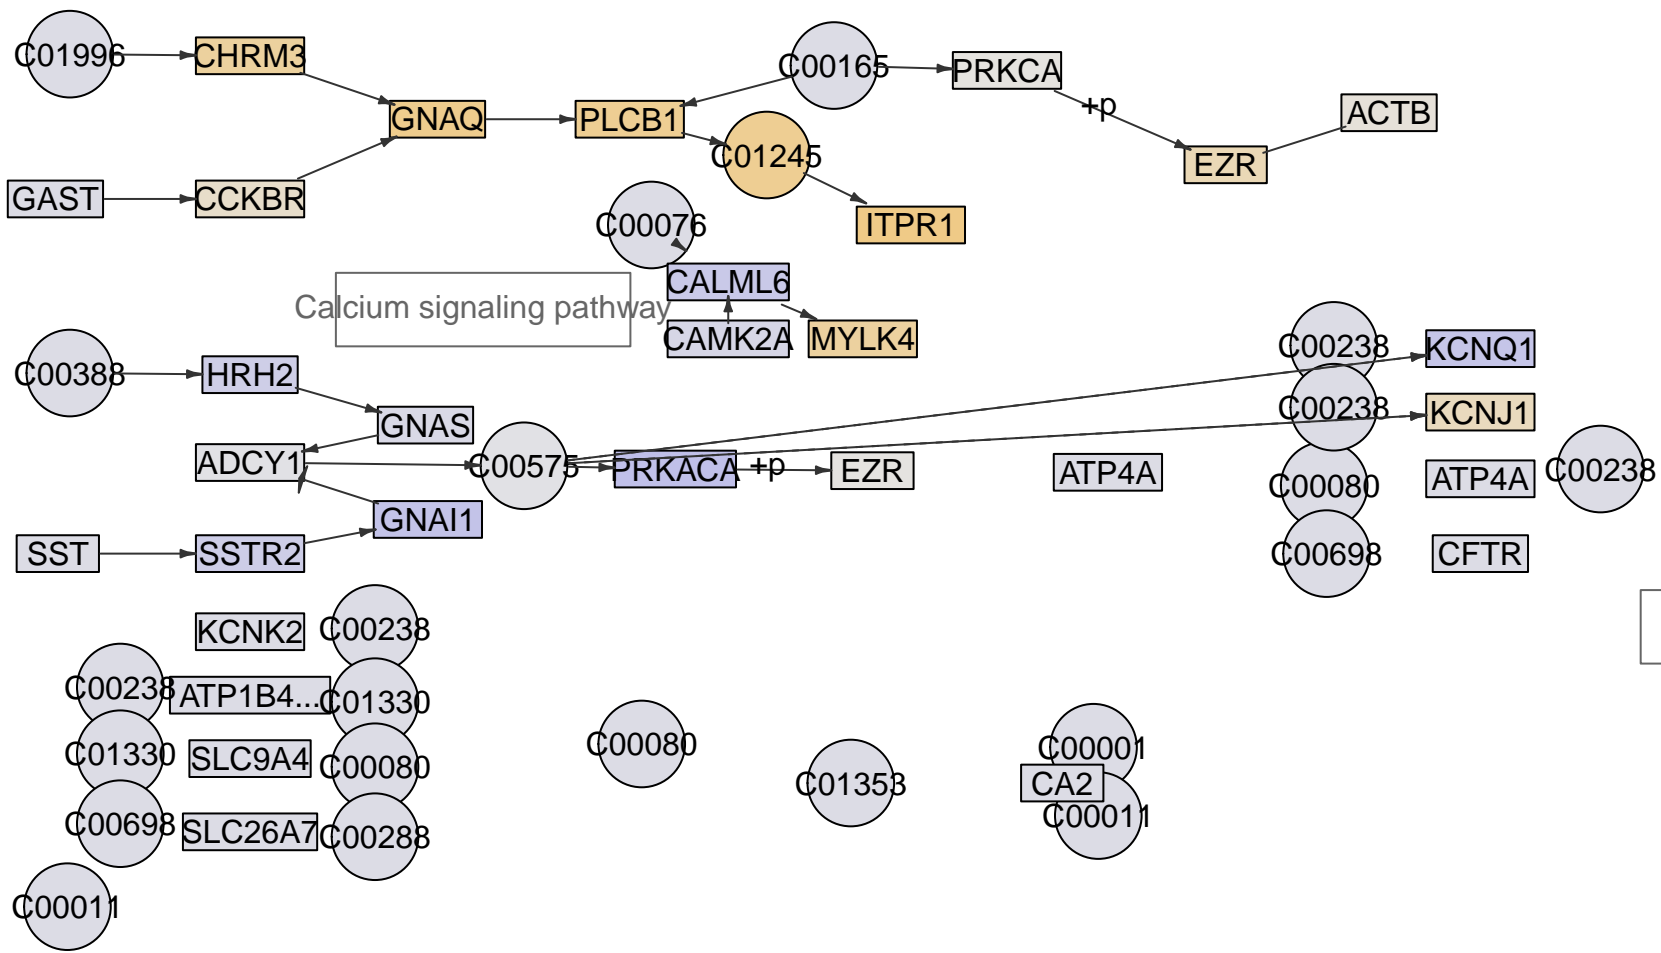 C01996
CHRM3
C00165
PRKCA
+p
ACTB
GNAQ
PLCB1
C01245
EZR
GAST
CCKBR
C00076
ITPR1
CALML6
Calcium signaling pathway
CAMK2A
MYLK4
C00238
KCNQ1
C00388
HRH2
C00238
KCNJ1
GNAS
ADCY1
C00575
PRKACA
+p
EZR
ATP4A
C00080
ATP4A
C00238
GNAI1
SST
SSTR2
C00698
CFTR
KCNK2
C00238
C00238
ATP1B4...
C01330
C01330
SLC9A4
C00080
C00080
C01353
C00001
CA2
C00011
C00698
SLC26A7
C00288
C00011